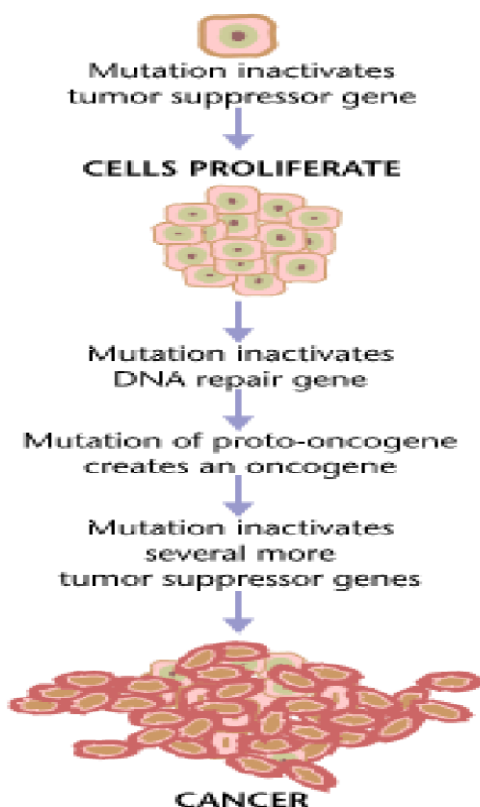 Mutation inactivates
tumor suppressor gene
CELLS PROLIFERATE
Mutation inactivates
DNA repair gene
Mutation of proto-oncogene
creates an oncogene
Mutation inactivates
several more
tumor suppressor genes
CANCER